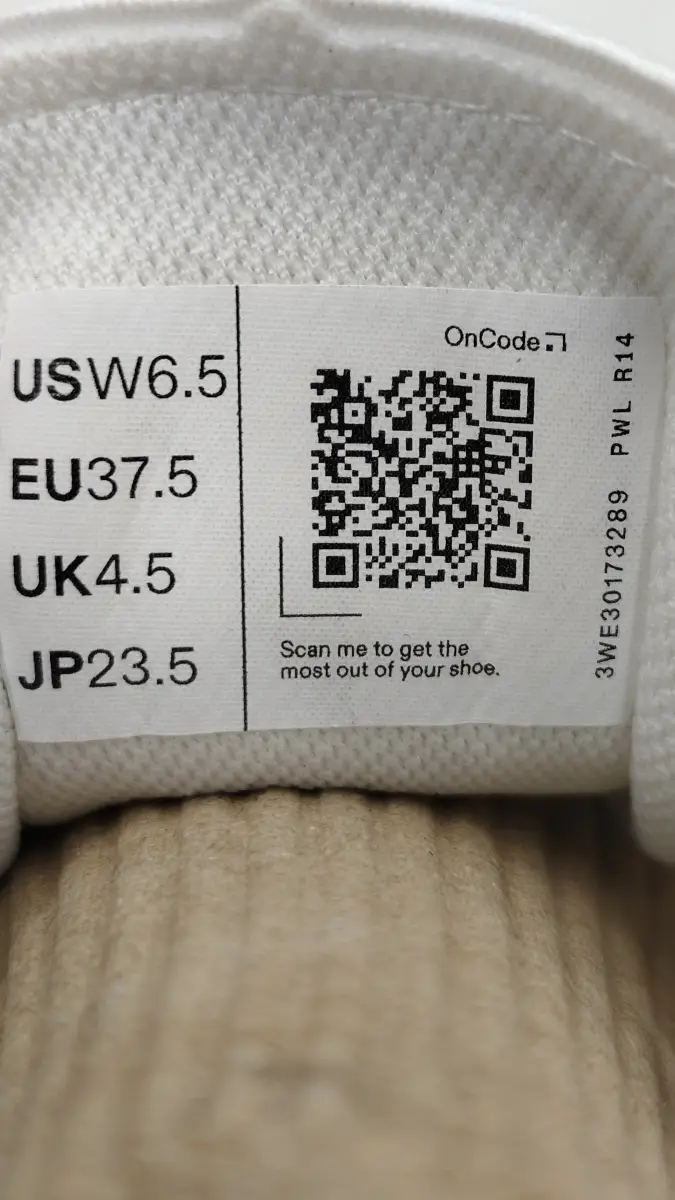 USW6.5
EU37.5
UK4.5
JP23.5
OnCode
Scan me to get the
most out of your shoe.
3WE30173289 PWL R14